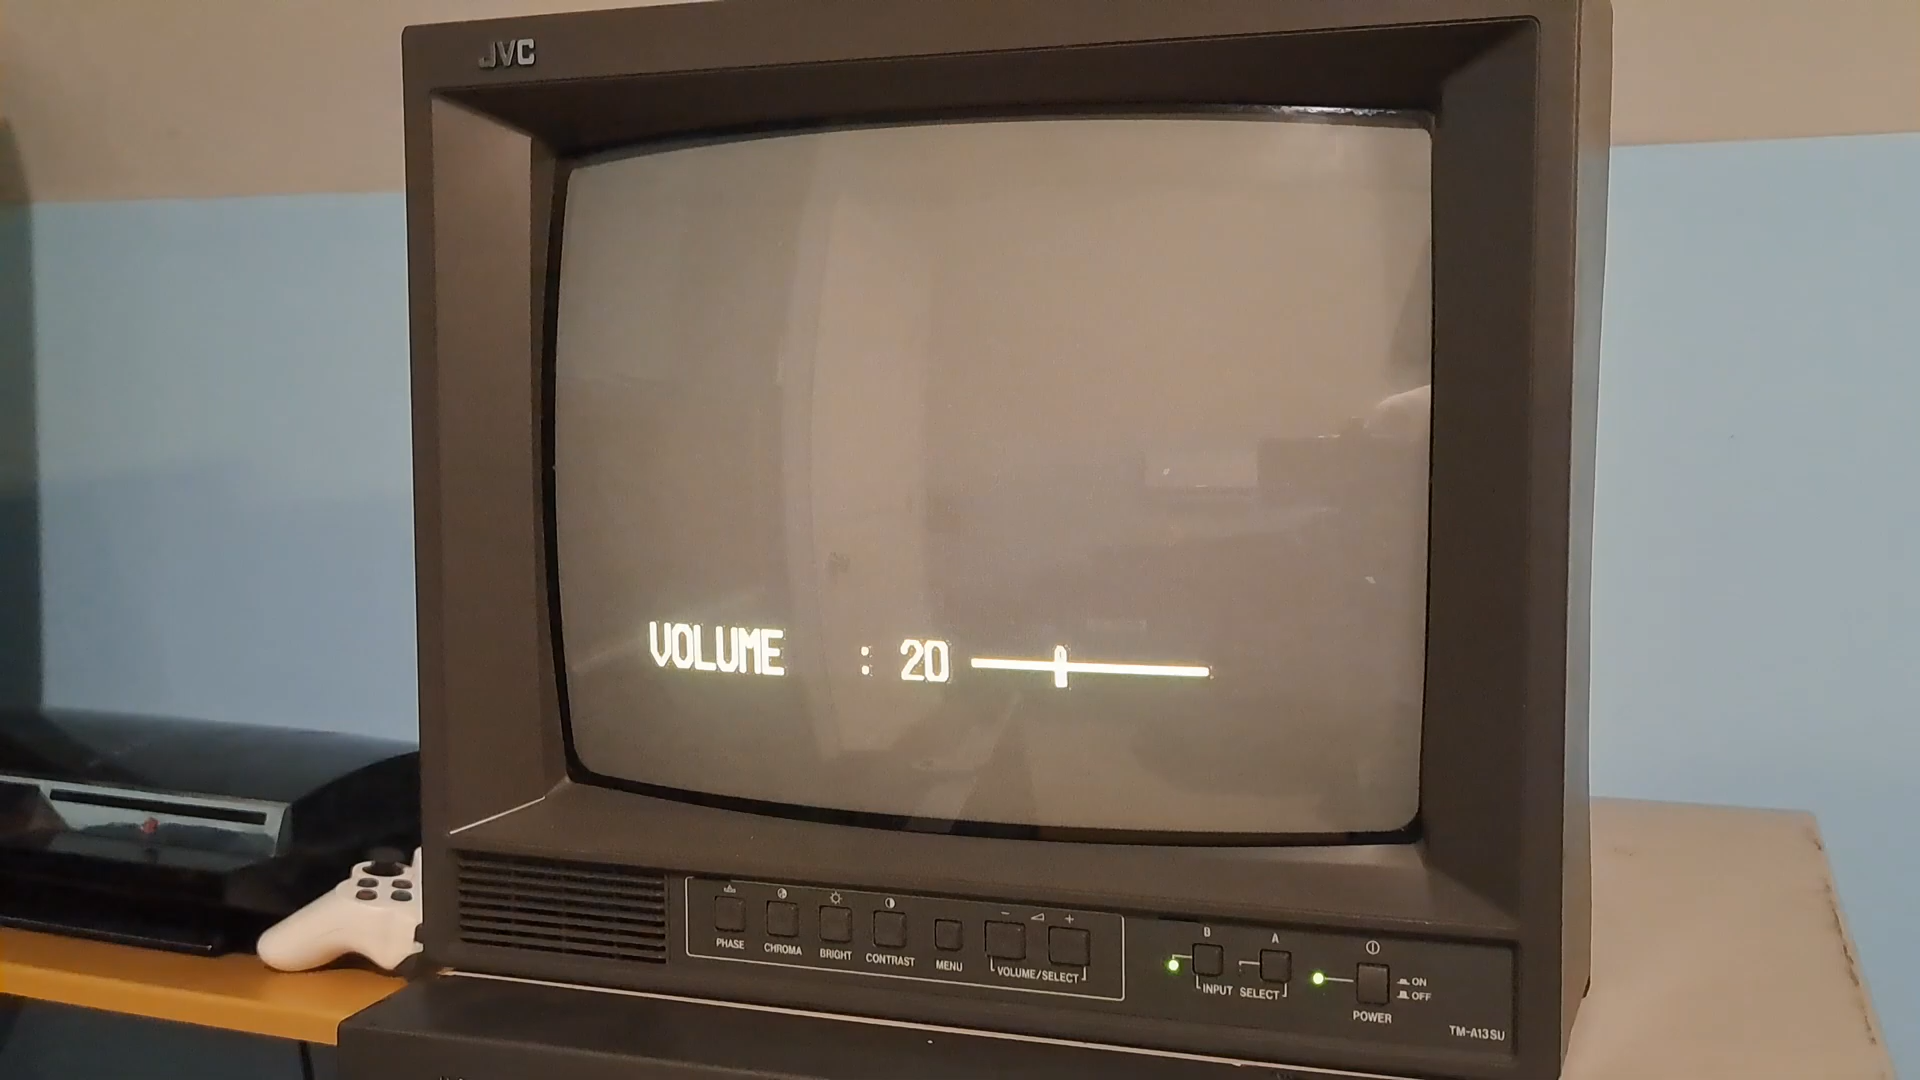 JVC
VOLUME : 20
PHASE
CHROMA
BRIGHT
CONTRAST
MENU
- +
VOLUME/SELECT
B A
INPUT SELECT
ON
OFF
POWER
TM-A13SU